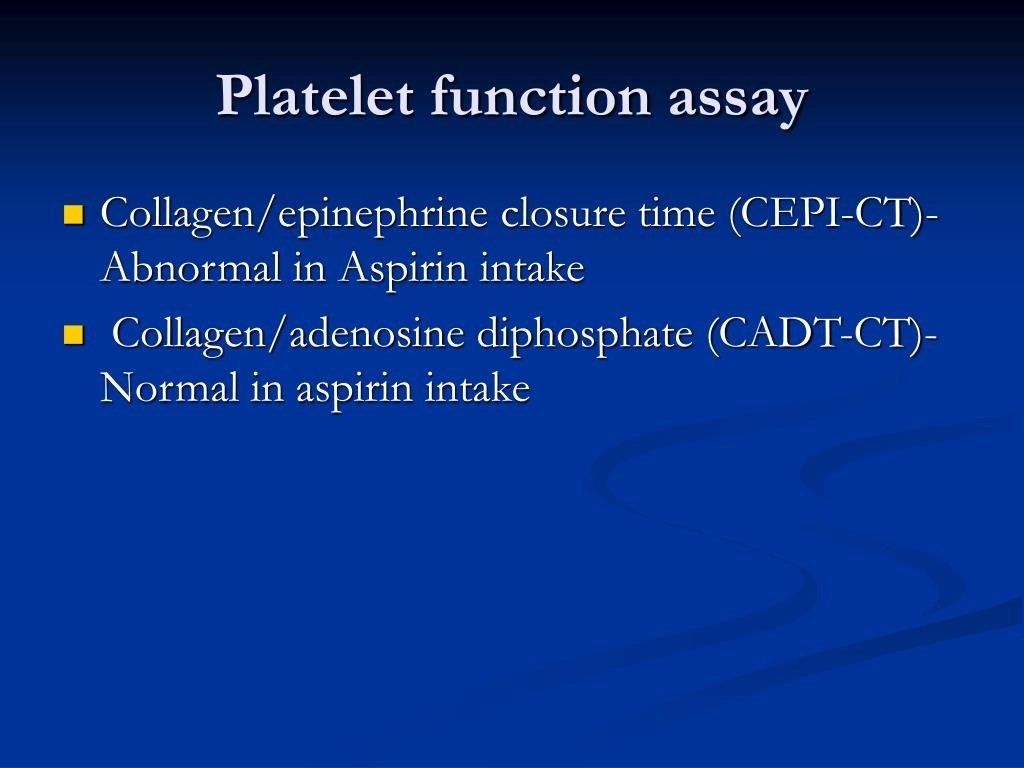 Platelet function assay
Collagen/epinephrine closure time (CEPI-CT)-
Abnormal in Aspirin intake
Collagen/adenosine diphosphate (CADT-CT)-
Normal in aspirin intake